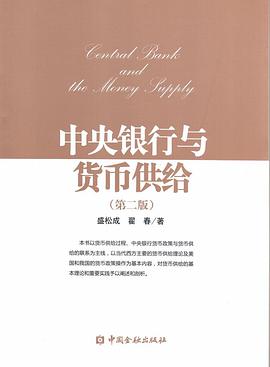 Central Bank
and
the Money Supply
中央银行与
货币供给
（第二版）
盛松成 翟 春/著
本书以货币供给过程、中央银行货币政策与货币供
给的联系为主线，以当代西方主要的货币供给理论及美
国和我国的货币政策操作为基本内容，对货币供给的基
本理论和重要实践予以阐述和剖析。
中国金融出版社